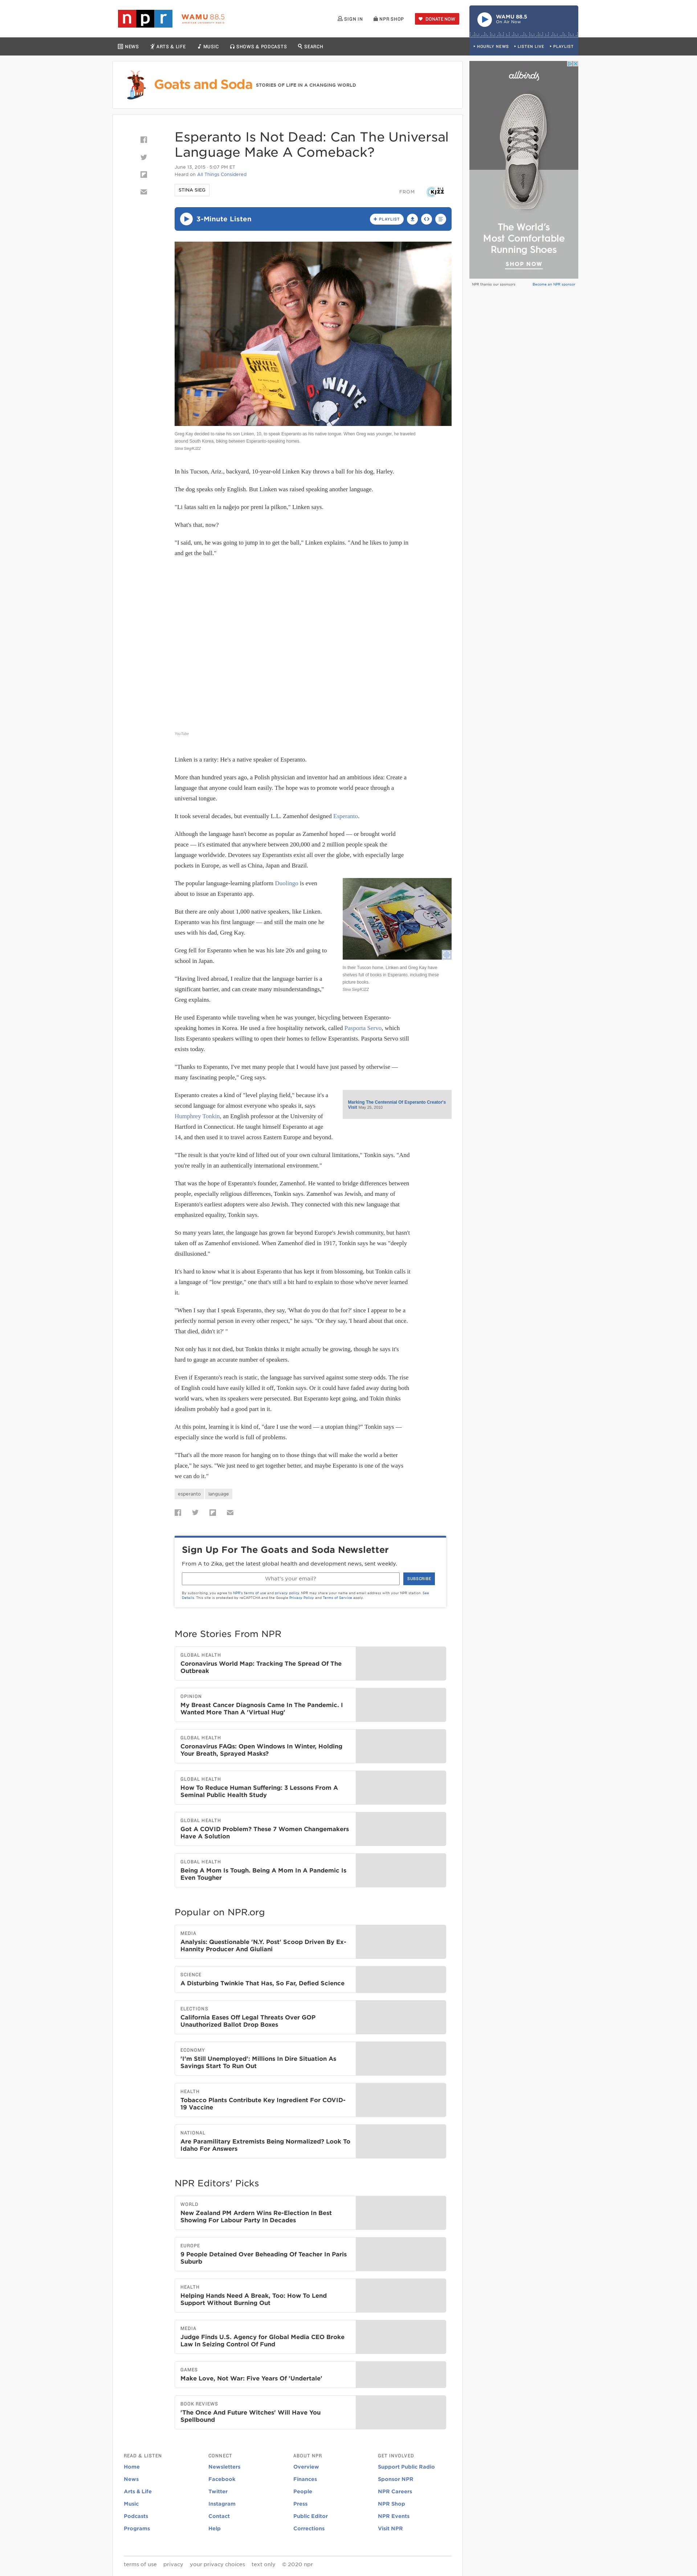 npr
WAMU 88.5
AMERICAN UNIVERSITY RADIO
SIGN IN
NPR SHOP
DONATE NOW
WAMU 88.5
On Air Now
NEWS
ARTS & LIFE
MUSIC
SHOWS & PODCASTS
SEARCH
HOURLY NEWS
LISTEN LIVE
PLAYLIST
Goats and Soda
STORIES OF LIFE IN A CHANGING WORLD
allbirds
The World's
Most Comfortable
Running Shoes
SHOP NOW
NPR thanks our sponsors
Become an NPR sponsor
Esperanto Is Not Dead: Can The Universal
Language Make A Comeback?
June 13, 2015 · 5:07 PM ET
Heard on All Things Considered
STINA SIEG
FROM
KJZZ
3-Minute Listen
+ PLAYLIST
Greg Kay decided to raise his son Linken, 10, to speak Esperanto as his native tongue. When Greg was younger, he traveled
around South Korea, biking between Esperanto-speaking homes.
Stina Sieg/KJZZ
In his Tucson, Ariz., backyard, 10-year-old Linken Kay throws a ball for his dog, Harley.
The dog speaks only English. But Linken was raised speaking another language.
"Li ŝatas salti en la naĝejo por preni la pilkon," Linken says.
What's that, now?
"I said, um, he was going to jump in to get the ball," Linken explains. "And he likes to jump in
and get the ball."
YouTube
Linken is a rarity: He's a native speaker of Esperanto.
More than hundred years ago, a Polish physician and inventor had an ambitious idea: Create a
language that anyone could learn easily. The hope was to promote world peace through a
universal tongue.
It took several decades, but eventually L.L. Zamenhof designed Esperanto.
Although the language hasn't become as popular as Zamenhof hoped — or brought world
peace — it's estimated that anywhere between 200,000 and 2 million people speak the
language worldwide. Devotees say Esperantists exist all over the globe, with especially large
pockets in Europe, as well as China, Japan and Brazil.
The popular language-learning platform Duolingo is even
about to issue an Esperanto app.
But there are only about 1,000 native speakers, like Linken.
Esperanto was his first language — and still the main one he
uses with his dad, Greg Kay.
Greg fell for Esperanto when he was his late 20s and going to
school in Japan.
"Having lived abroad, I realize that the language barrier is a
significant barrier, and can create many misunderstandings,"
Greg explains.
In their Tuscon home, Linken and Greg Kay have
shelves full of books in Esperanto, including these
picture books.
Stina Sieg/KJZZ
He used Esperanto while traveling when he was younger, bicycling between Esperanto-
speaking homes in Korea. He used a free hospitality network, called Pasporta Servo, which
lists Esperanto speakers willing to open their homes to fellow Esperantists. Pasporta Servo still
exists today.
"Thanks to Esperanto, I've met many people that I would have just passed by otherwise —
many fascinating people," Greg says.
Esperanto creates a kind of "level playing field," because it's a
second language for almost everyone who speaks it, says
Humphrey Tonkin, an English professor at the University of
Hartford in Connecticut. He taught himself Esperanto at age
14, and then used it to travel across Eastern Europe and beyond.
Marking The Centennial Of Esperanto Creator's
Visit May 20, 2010
"The result is that you're kind of lifted out of your own cultural limitations," Tonkin says. "And
you're really in an authentically international environment."
That was the hope of Esperanto's founder, Zamenhof. He wanted to bridge differences between
people, especially religious differences, Tonkin says. Zamenhof was Jewish, and many of
Esperanto's earliest adopters were also Jewish. They connected with this new language that
emphasized equality, Tonkin says.
So many years later, the language has grown far beyond Europe's Jewish community, but hasn't
taken off as Zamenhof envisioned. When Zamenhof died in 1917, Tonkin says he was "deeply
disillusioned."
It's hard to know what it is about Esperanto that has kept it from blossoming, but Tonkin calls it
a language of "low prestige," one that's still a bit hard to explain to those who've never learned
it.
"When I say that I speak Esperanto, they say, 'What do you do that for?' since I appear to be a
perfectly normal person in every other respect," he says. "Or they say, 'I heard about that once.
That died, didn't it?' "
Not only has it not died, but Tonkin thinks it might actually be growing, though he says it's
hard to gauge an accurate number of speakers.
Even if Esperanto's reach is static, the language has survived against some steep odds. The rise
of English could have easily killed it off, Tonkin says. Or it could have faded away during both
world wars, when its speakers were persecuted. But Esperanto kept going, and Tokin thinks
idealism probably had a good part in it.
At this point, learning it is kind of, "dare I use the word — a utopian thing?" Tonkin says —
especially since the world is full of problems.
"That's all the more reason for hanging on to those things that will make the world a better
place," he says. "We just need to get together better, and maybe Esperanto is one of the ways
we can do it."
esperanto
language
Sign Up For The Goats and Soda Newsletter
From A to Zika, get the latest global health and development news, sent weekly.
What's your email?
SUBSCRIBE
By subscribing, you agree to NPR's terms of use and privacy policy. NPR may share your name and email address with your NPR station. See
Details. This site is protected by reCAPTCHA and the Google Privacy Policy and Terms of Service apply.
More Stories From NPR
GLOBAL HEALTH
Coronavirus World Map: Tracking The Spread Of The
Outbreak
OPINION
My Breast Cancer Diagnosis Came In The Pandemic. I
Wanted More Than A 'Virtual Hug'
GLOBAL HEALTH
Coronavirus FAQs: Open Windows In Winter, Holding
Your Breath, Sprayed Masks?
GLOBAL HEALTH
How To Reduce Human Suffering: 3 Lessons From A
Seminal Public Health Study
GLOBAL HEALTH
Got A COVID Problem? These 7 Women Changemakers
Have A Solution
GLOBAL HEALTH
Being A Mom Is Tough. Being A Mom In A Pandemic Is
Even Tougher
Popular on NPR.org
MEDIA
Analysis: Questionable 'N.Y. Post' Scoop Driven By Ex-
Hannity Producer And Giuliani
SCIENCE
A Disturbing Twinkie That Has, So Far, Defied Science
ELECTIONS
California Eases Off Legal Threats Over GOP
Unauthorized Ballot Drop Boxes
ECONOMY
'I'm Still Unemployed': Millions In Dire Situation As
Savings Start To Run Out
HEALTH
Tobacco Plants Contribute Key Ingredient For COVID-
19 Vaccine
NATIONAL
Are Paramilitary Extremists Being Normalized? Look To
Idaho For Answers
NPR Editors' Picks
WORLD
New Zealand PM Ardern Wins Re-Election In Best
Showing For Labour Party In Decades
EUROPE
9 People Detained Over Beheading Of Teacher In Paris
Suburb
HEALTH
Helping Hands Need A Break, Too: How To Lend
Support Without Burning Out
MEDIA
Judge Finds U.S. Agency for Global Media CEO Broke
Law In Seizing Control Of Fund
GAMES
Make Love, Not War: Five Years Of 'Undertale'
BOOK REVIEWS
'The Once And Future Witches' Will Have You
Spellbound
READ & LISTEN
Home
News
Arts & Life
Music
Podcasts
Programs
CONNECT
Newsletters
Facebook
Twitter
Instagram
Contact
Help
ABOUT NPR
Overview
Finances
People
Press
Public Editor
Corrections
GET INVOLVED
Support Public Radio
Sponsor NPR
NPR Careers
NPR Shop
NPR Events
Visit NPR
terms of use
privacy
your privacy choices
text only
© 2020 npr